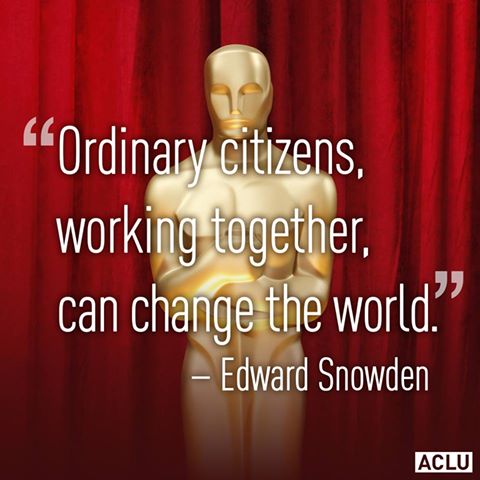 “Ordinary citizens,
working together,
can change the world.”
– Edward Snowden
ACLU